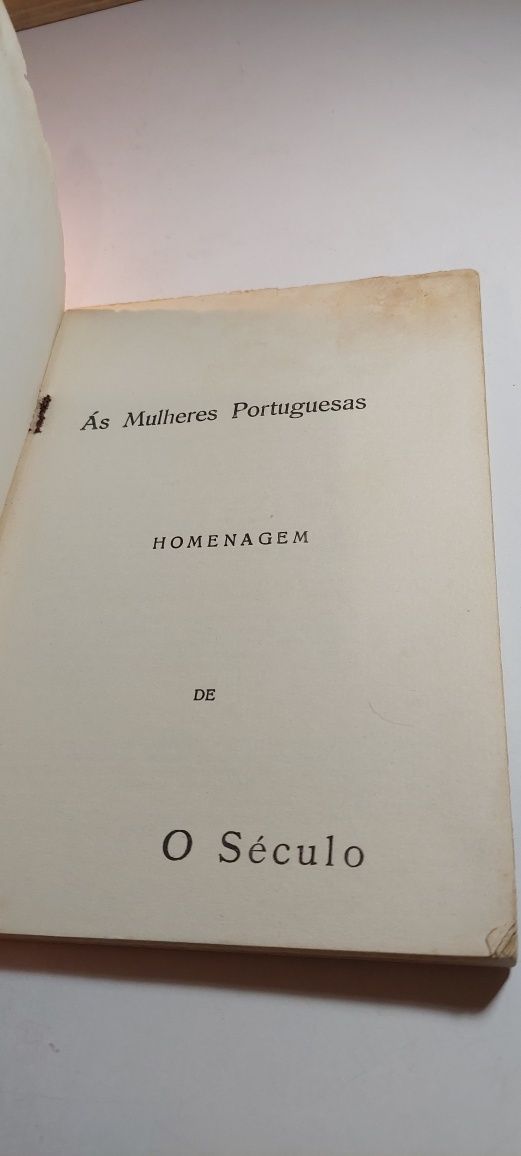 Ás Mulheres Portuguesas
HOMENAGEM
DE
O Século